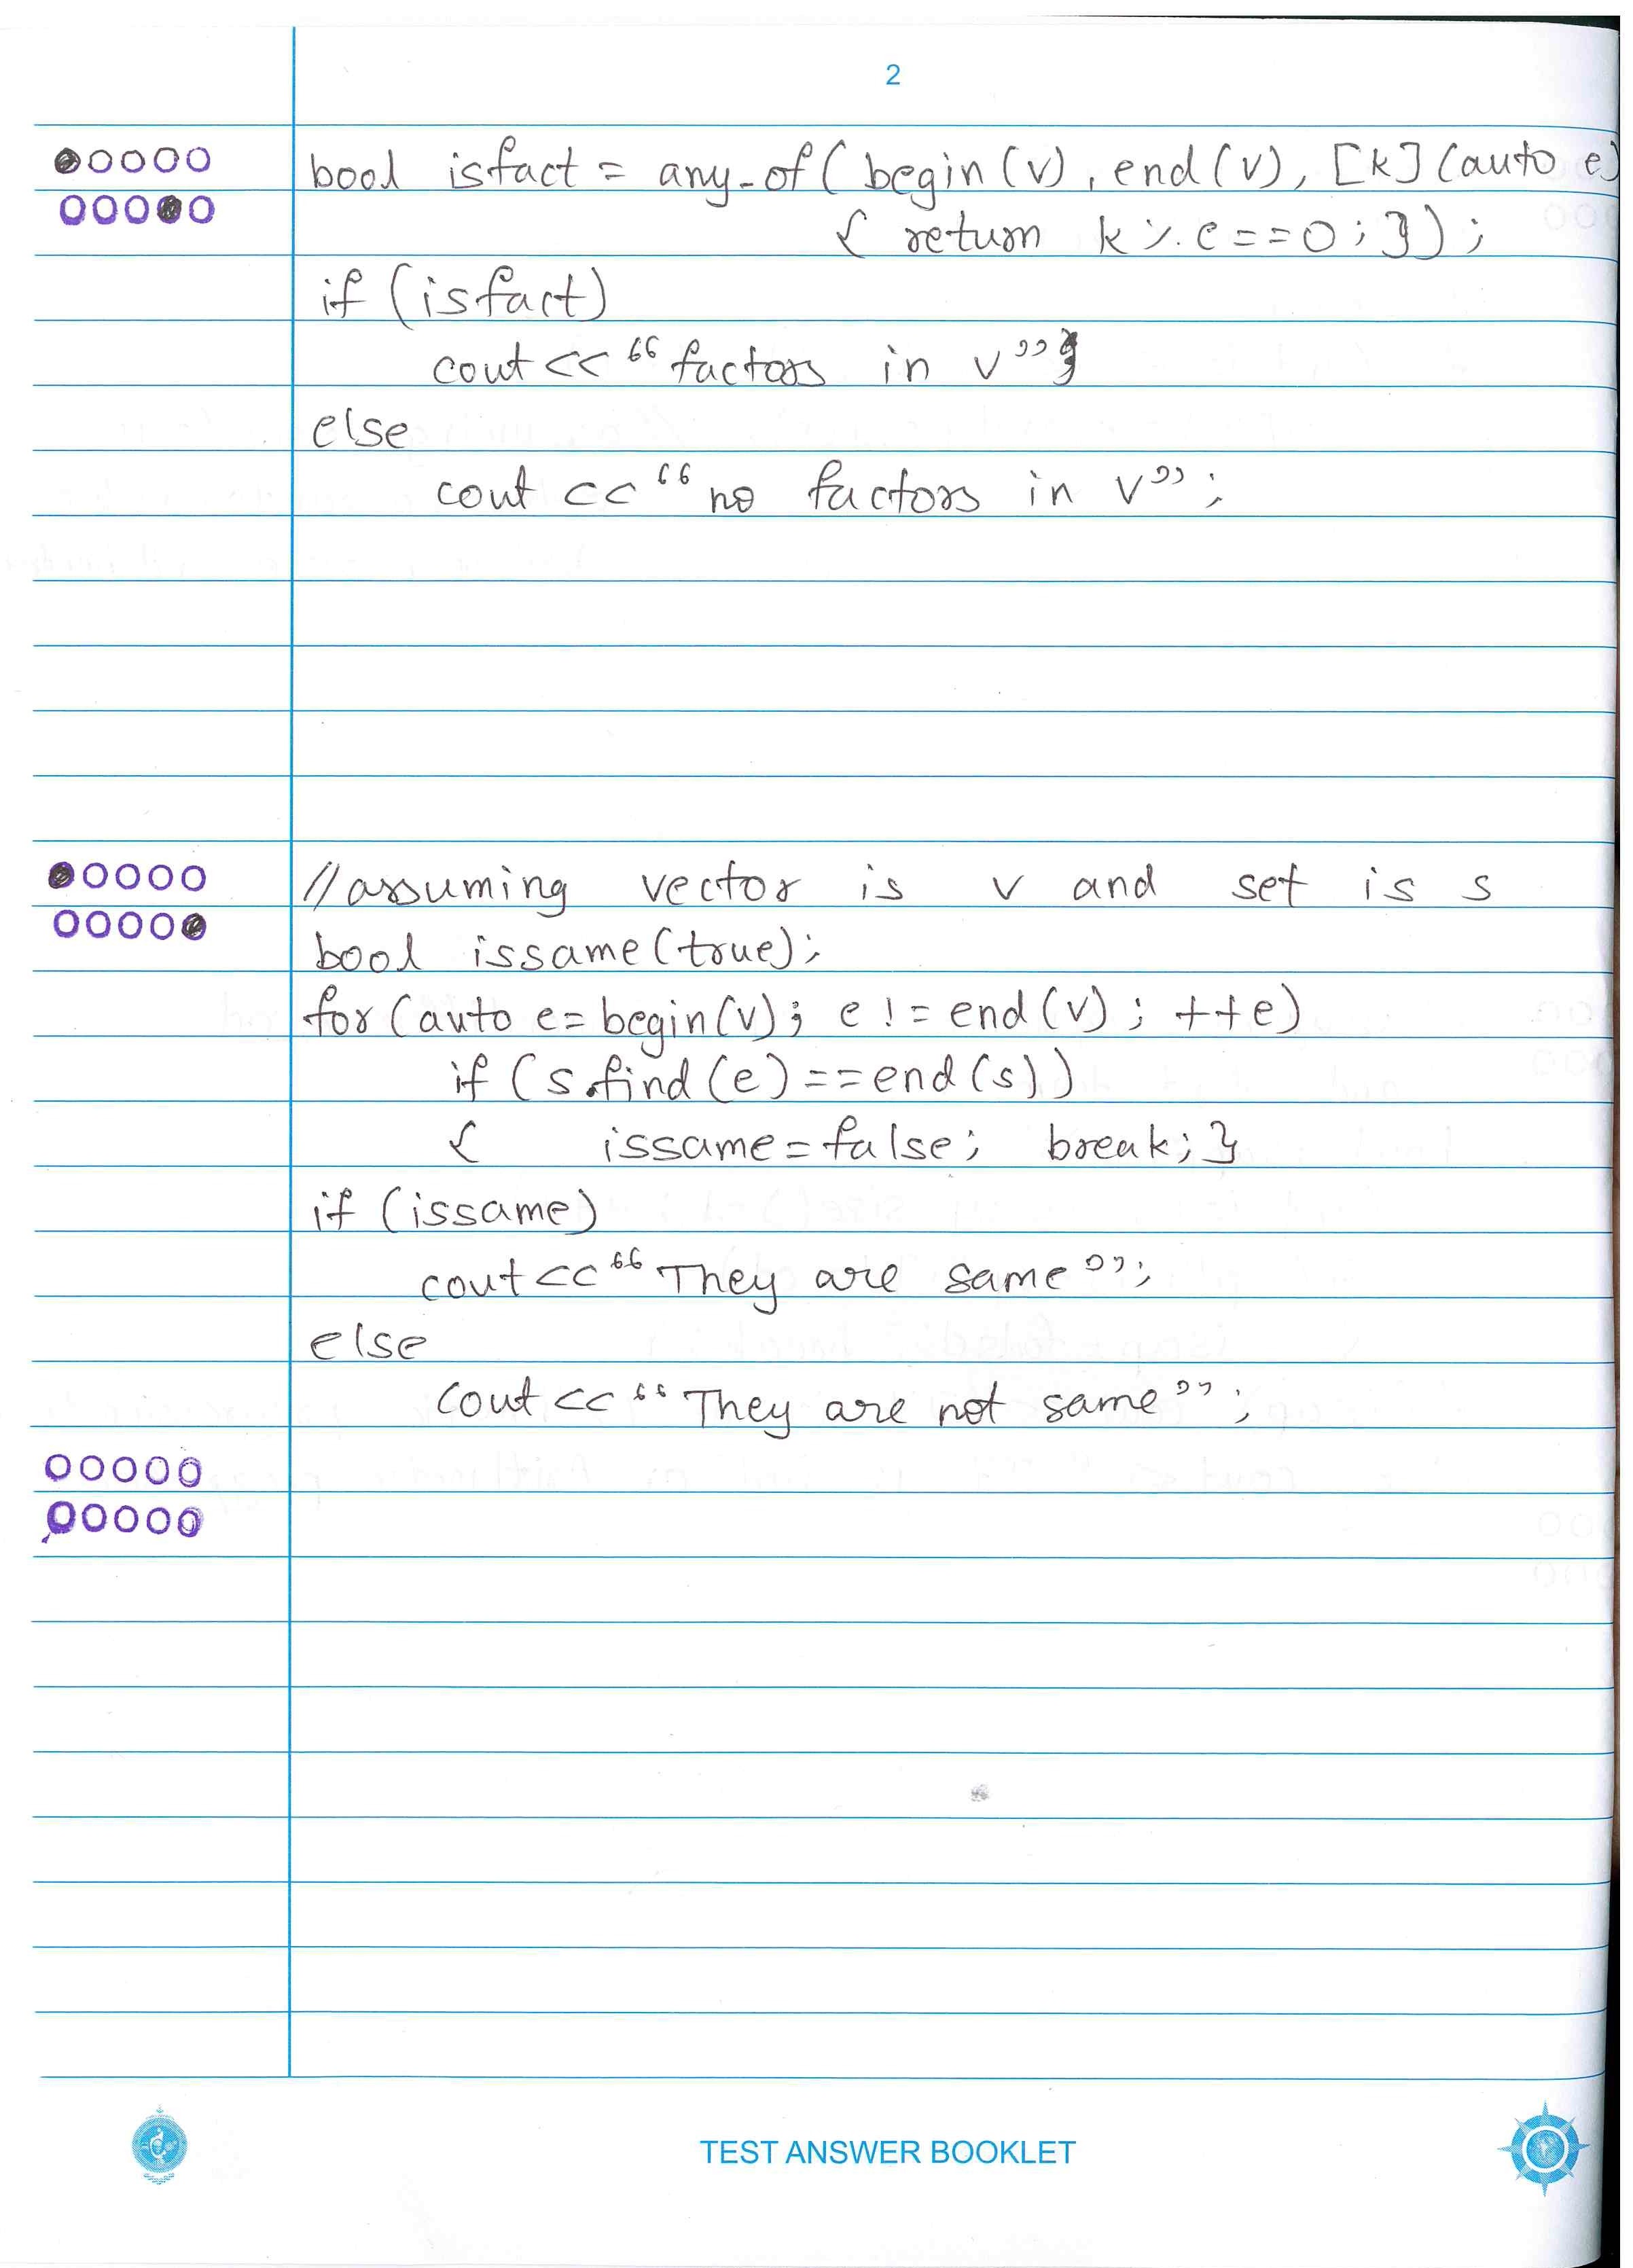 2
bool isfact = any_of( begin(v), end(v), [k](auto e)
{ return k % e == 0 ; } ) ;
if (isfact)
cout << “factors in v”;
else
cout << “no factors in v”;
//assuming vector is v and set is s
bool issame(true);
for(auto e= begin(v); e != end(v) ; ++e)
if (s.find(e)==end(s))
{ issame = false; break; }
if (issame)
cout << “They are same”;
else
cout << “They are not same”;
TEST ANSWER BOOKLET